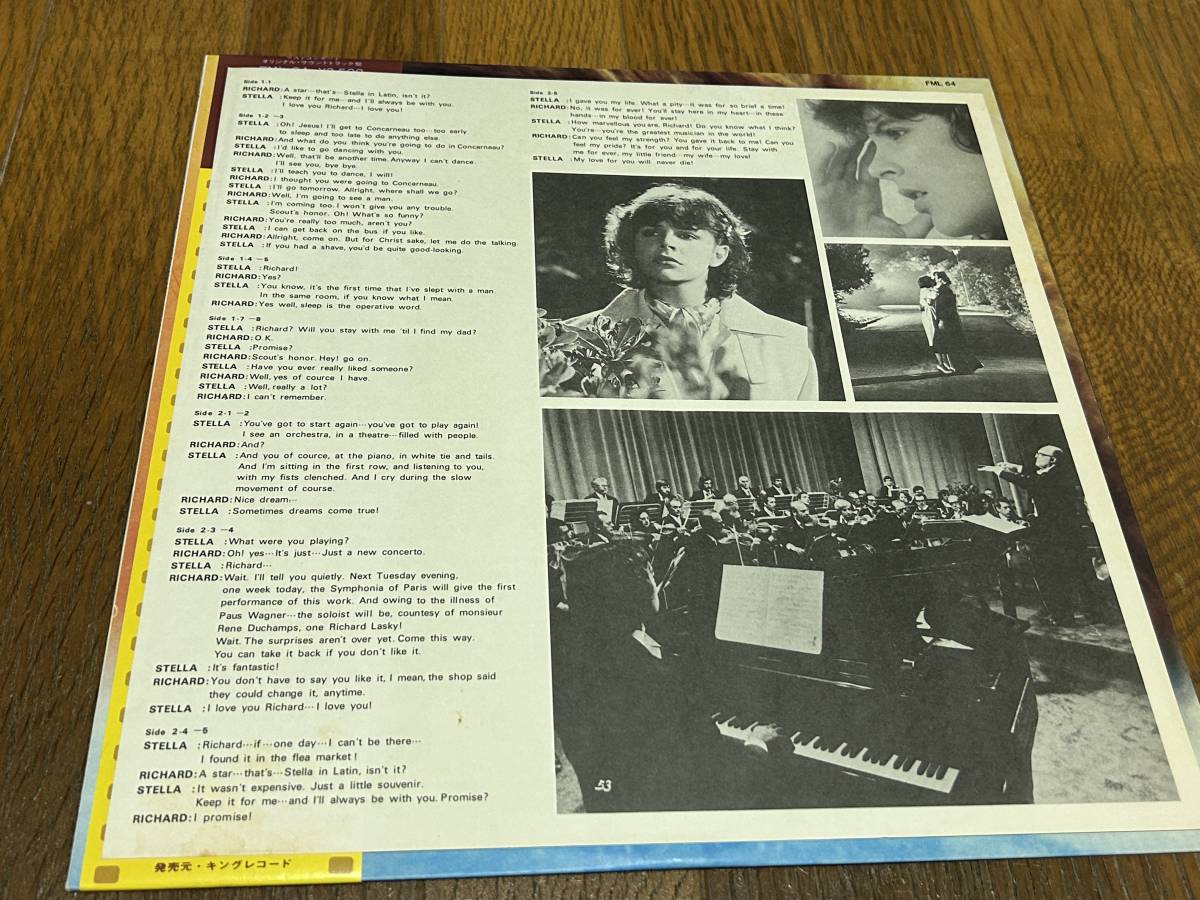 オリジナル・サウンドトラック盤
FML 64
Side 1-1
RICHARD:A star…that's…Stella in Latin, isn't it?
STELLA :Keep it for me…and I'll always be with you.
I love you Richard…I love you!
Side 1-2 —3
STELLA :Oh! Jesus! I'll get to Concarneau too…too early
to sleep and too late to do anything else.
RICHARD:And what do you think you're going to do in Concarneau?
STELLA :I'd like to go dancing with you.
RICHARD:Well, that'll be another time. Anyway I can't dance.
I'll see you, bye bye.
STELLA :I'll teach you to dance, I will!
RICHARD:I thought you were going to Concarneau.
STELLA :I'll go tomorrow. Allright, where shall we go?
RICHARD:Well, I'm going to see a man.
STELLA :I'm coming too. I won't give you any trouble.
Scout's honor. Oh! What's so funny?
RICHARD:You're really too much, aren't you?
STELLA :I can get back on the bus if you like.
RICHARD:Allright, come on. But for Christ sake, let me do the talking.
STELLA :If you had a shave, you'd be quite good-looking.
Side 1-4 —5
STELLA :Richard!
RICHARD:Yes?
STELLA :You know, it's the first time that I've slept with a man.
In the same room, if you know what I mean.
RICHARD:Yes well, sleep is the operative word.
Side 1-7 —8
STELLA :Richard? Will you stay with me 'til I find my dad?
RICHARD:O.K.
STELLA :Promise?
RICHARD:Scout's honor. Hey! go on.
STELLA :Have you ever really liked someone?
RICHARD:Well, yes of cource I have.
STELLA :Well, really a lot?
RICHARD:I can't remember.
Side 2-1 —2
STELLA :You've got to start again…you've got to play again!
I see an orchestra, in a theatre…filled with people.
RICHARD:And?
STELLA :And you of cource, at the piano, in white tie and tails.
And I'm sitting in the first row, and listening to you,
with my fists clenched. And I cry during the slow
movement of course.
RICHARD:Nice dream…
STELLA :Sometimes dreams come true!
Side 2-3 —4
STELLA :What were you playing?
RICHARD:Oh! yes…It's just…Just a new concerto.
STELLA :Richard…
RICHARD:Wait. I'll tell you quietly. Next Tuesday evening,
one week today, the Symphonia of Paris will give the first
performance of this work. And owing to the illness of
Paus Wagner…the soloist will be, countesy of monsieur
Rene Duchamps, one Richard Lasky!
Wait. The surprises aren't over yet. Come this way.
You can take it back if you don't like it.
STELLA :It's fantastic!
RICHARD:You don't have to say you like it, I mean, the shop said
they could change it, anytime.
STELLA :I love you Richard…I love you!
Side 2-4 —5
STELLA :Richard…if…one day…I can't be there…
I found it in the flea market!
RICHARD:A star…that's…Stella in Latin, isn't it?
STELLA :It wasn't expensive. Just a little souvenir.
Keep it for me…and I'll always be with you. Promise?
RICHARD:I promise!
Side 2-5
STELLA :I gave you my life. What a pity…it was for so brief a time!
RICHARD:No, it was for ever! You'll stay here in my heart…in these
hands…in my blood for ever!
STELLA :How marvellous you are, Richard! Do you know what I think?
You're…you're the greatest musician in the world!
RICHARD:Can you feel my strength? You gave it back to me! Can you
feel my pride? It's for you and for your life. Stay with
me for ever, my little friend…my wife…my love!
STELLA :My love for you will never die!
53
発売元・キングレコード